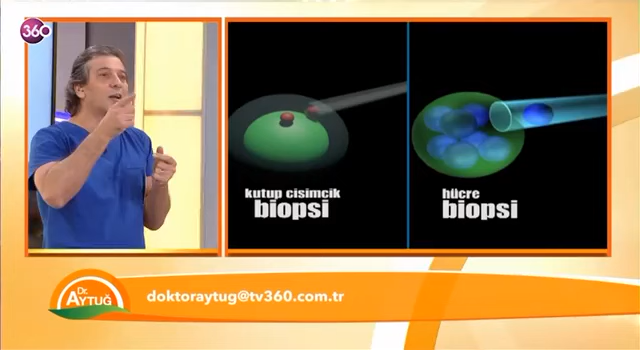 360
kutup cisimcik
biopsi
hücre
biopsi
Dr.
AYTUĞ
doktoraytug@tv360.com.tr